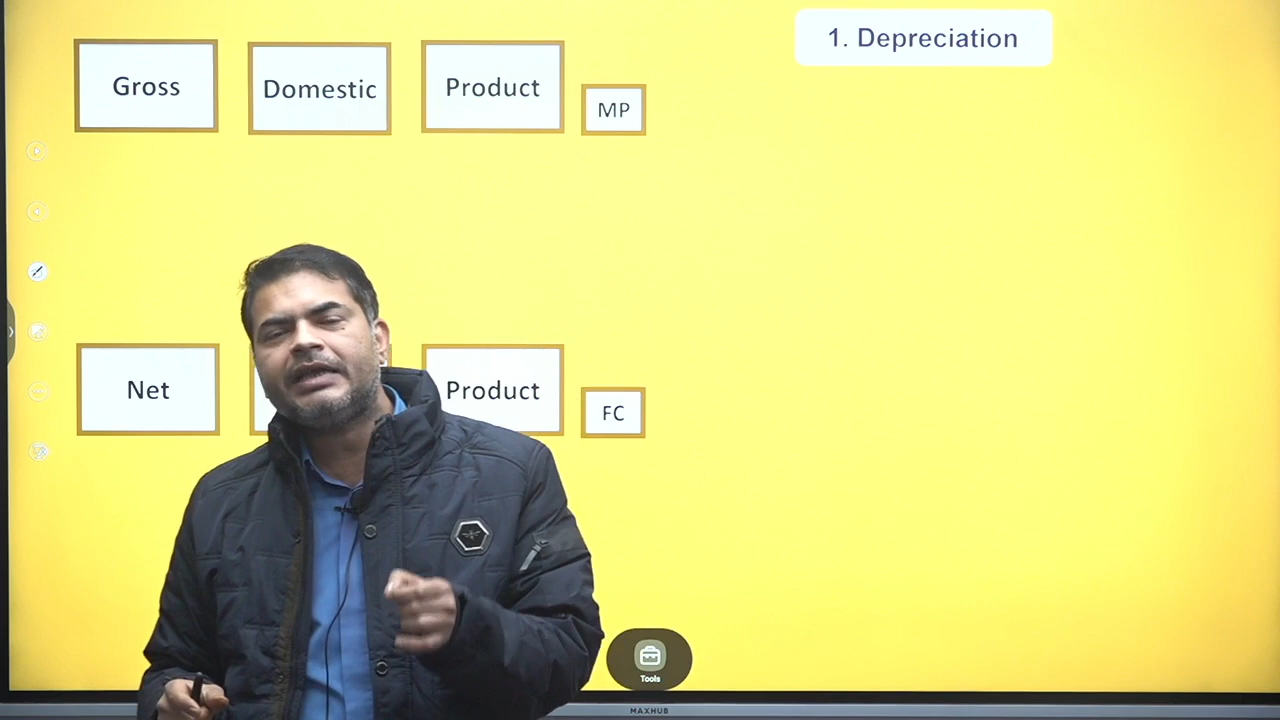 Gross Domestic Product MP
1. Depreciation
Net Product FC
Tools
MAXHUB